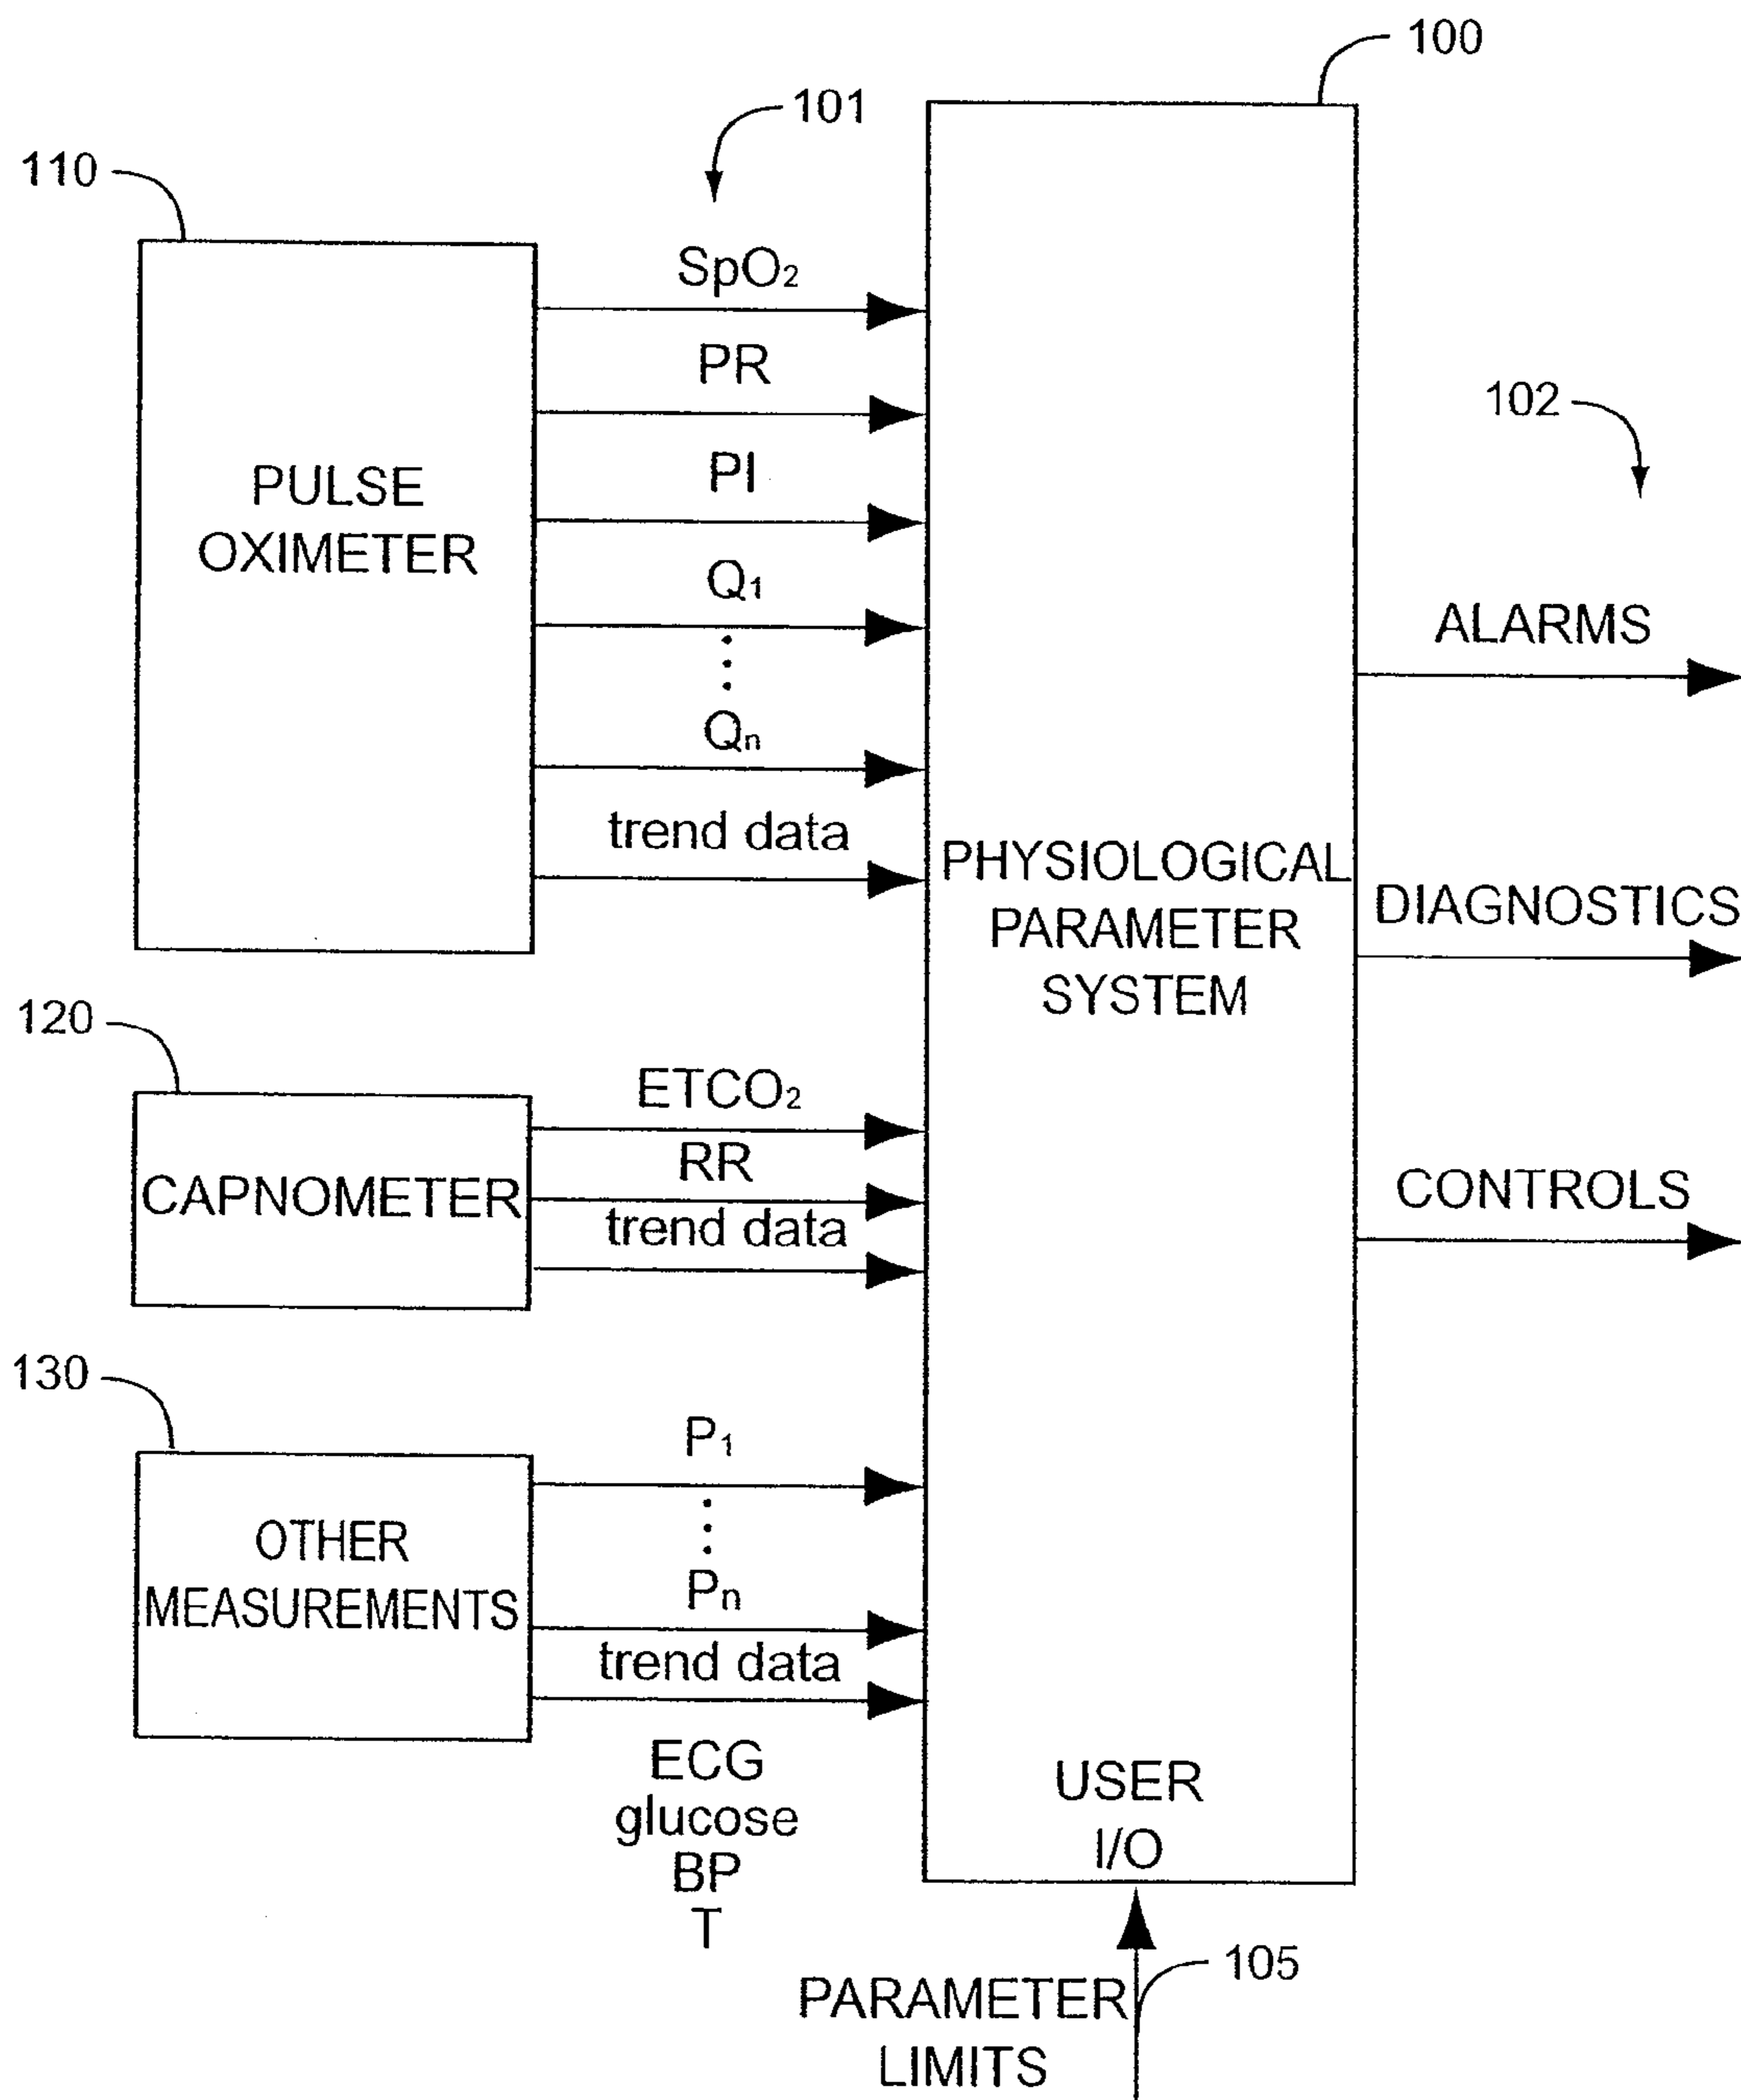 100
101
110
SpO₂
PR
PI
Q₁
Qₙ
trend data
PULSE
OXIMETER
102
ALARMS
DIAGNOSTICS
CONTROLS
PHYSIOLOGICAL
PARAMETER
SYSTEM
120
ETCO₂
RR
trend data
CAPNOMETER
130
P₁
Pₙ
trend data
OTHER
MEASUREMENTS
ECG
glucose
BP
T
USER
I/O
105
PARAMETER
LIMITS